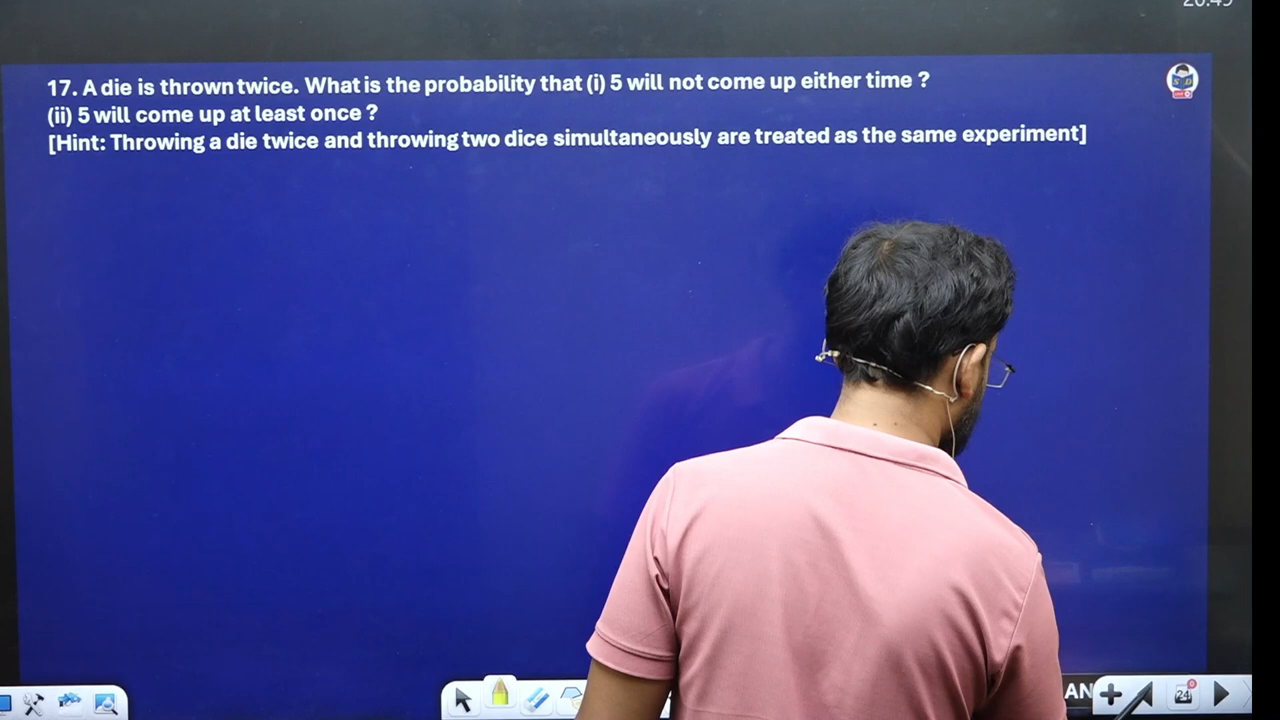 17. A die is thrown twice. What is the probability that (i) 5 will not come up either time ?
(ii) 5 will come up at least once ?
[Hint: Throwing a die twice and throwing two dice simultaneously are treated as the same experiment]
AN
24